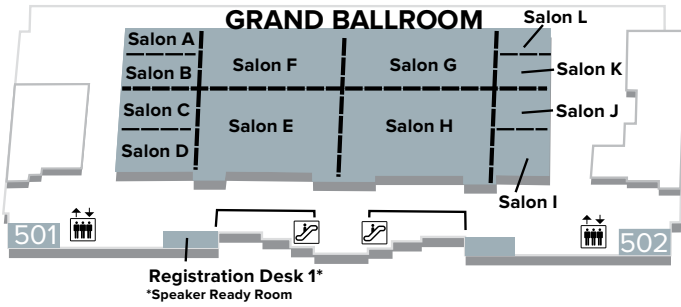 GRAND BALLROOM
Salon L
Salon A
Salon F
Salon G
Salon B
Salon K
Salon C
Salon J
Salon E
Salon H
Salon D
Salon I
501
502
Registration Desk 1*
*Speaker Ready Room